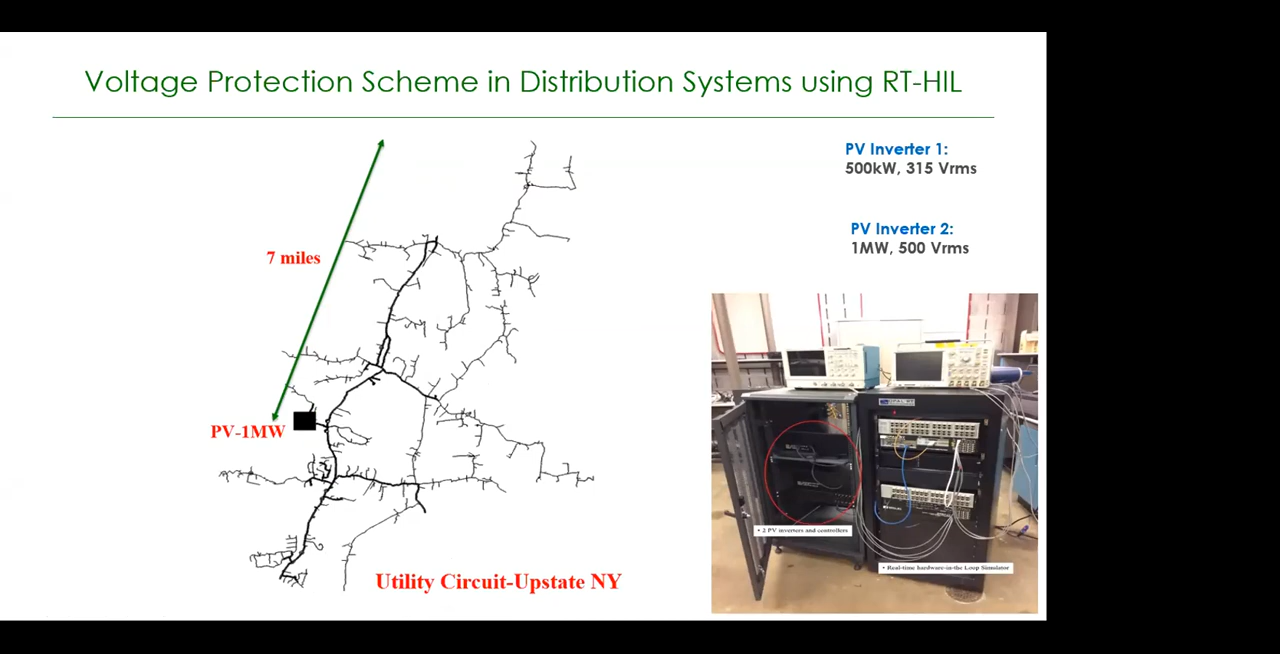 Voltage Protection Scheme in Distribution Systems using RT-HIL
PV Inverter 1:
500kW, 315 Vrms
PV Inverter 2:
1MW, 500 Vrms
7 miles
PV-1MW
Utility Circuit-Upstate NY
• 2 PV inverters and controllers
• Real-time hardware-in the Loop Simulator